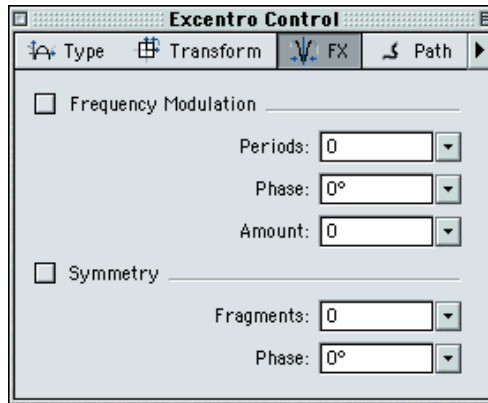 Excentro Control
Type Transform FX Path
Frequency Modulation
Periods: 0
Phase: 0°
Amount: 0
Symmetry
Fragments: 0
Phase: 0°